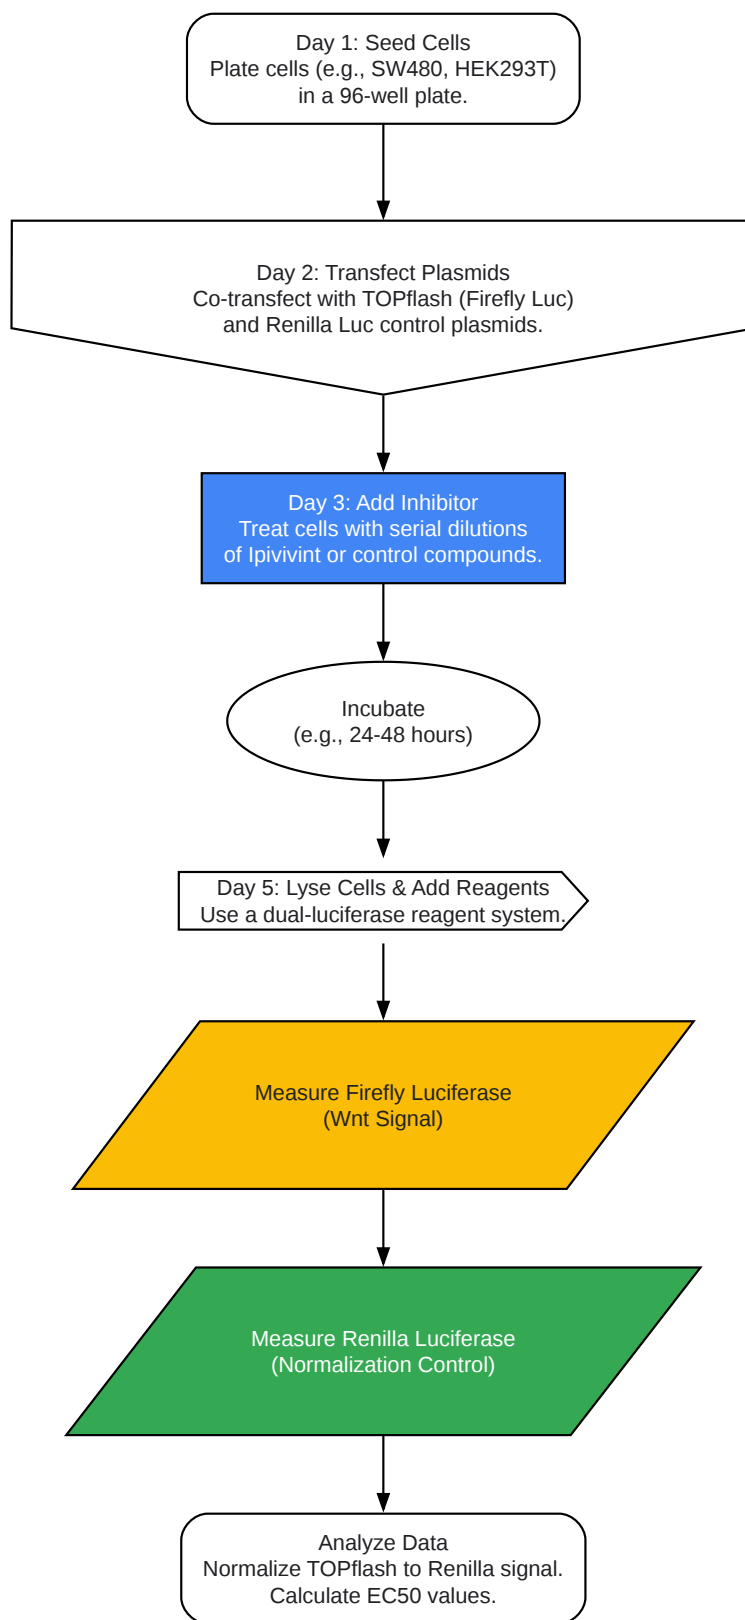 Day 1: Seed Cells
Plate cells (e.g., SW480, HEK293T)
in a 96-well plate.
Day 2: Transfect Plasmids
Co-transfect with TOPflash (Firefly Luc)
and Renilla Luc control plasmids.
Day 3: Add Inhibitor
Treat cells with serial dilutions
of Ipivivint or control compounds.
Incubate
(e.g., 24-48 hours)
Day 5: Lyse Cells & Add Reagents
Use a dual-luciferase reagent system.
Measure Firefly Luciferase
(Wnt Signal)
Measure Renilla Luciferase
(Normalization Control)
Analyze Data
Normalize TOPflash to Renilla signal.
Calculate EC50 values.